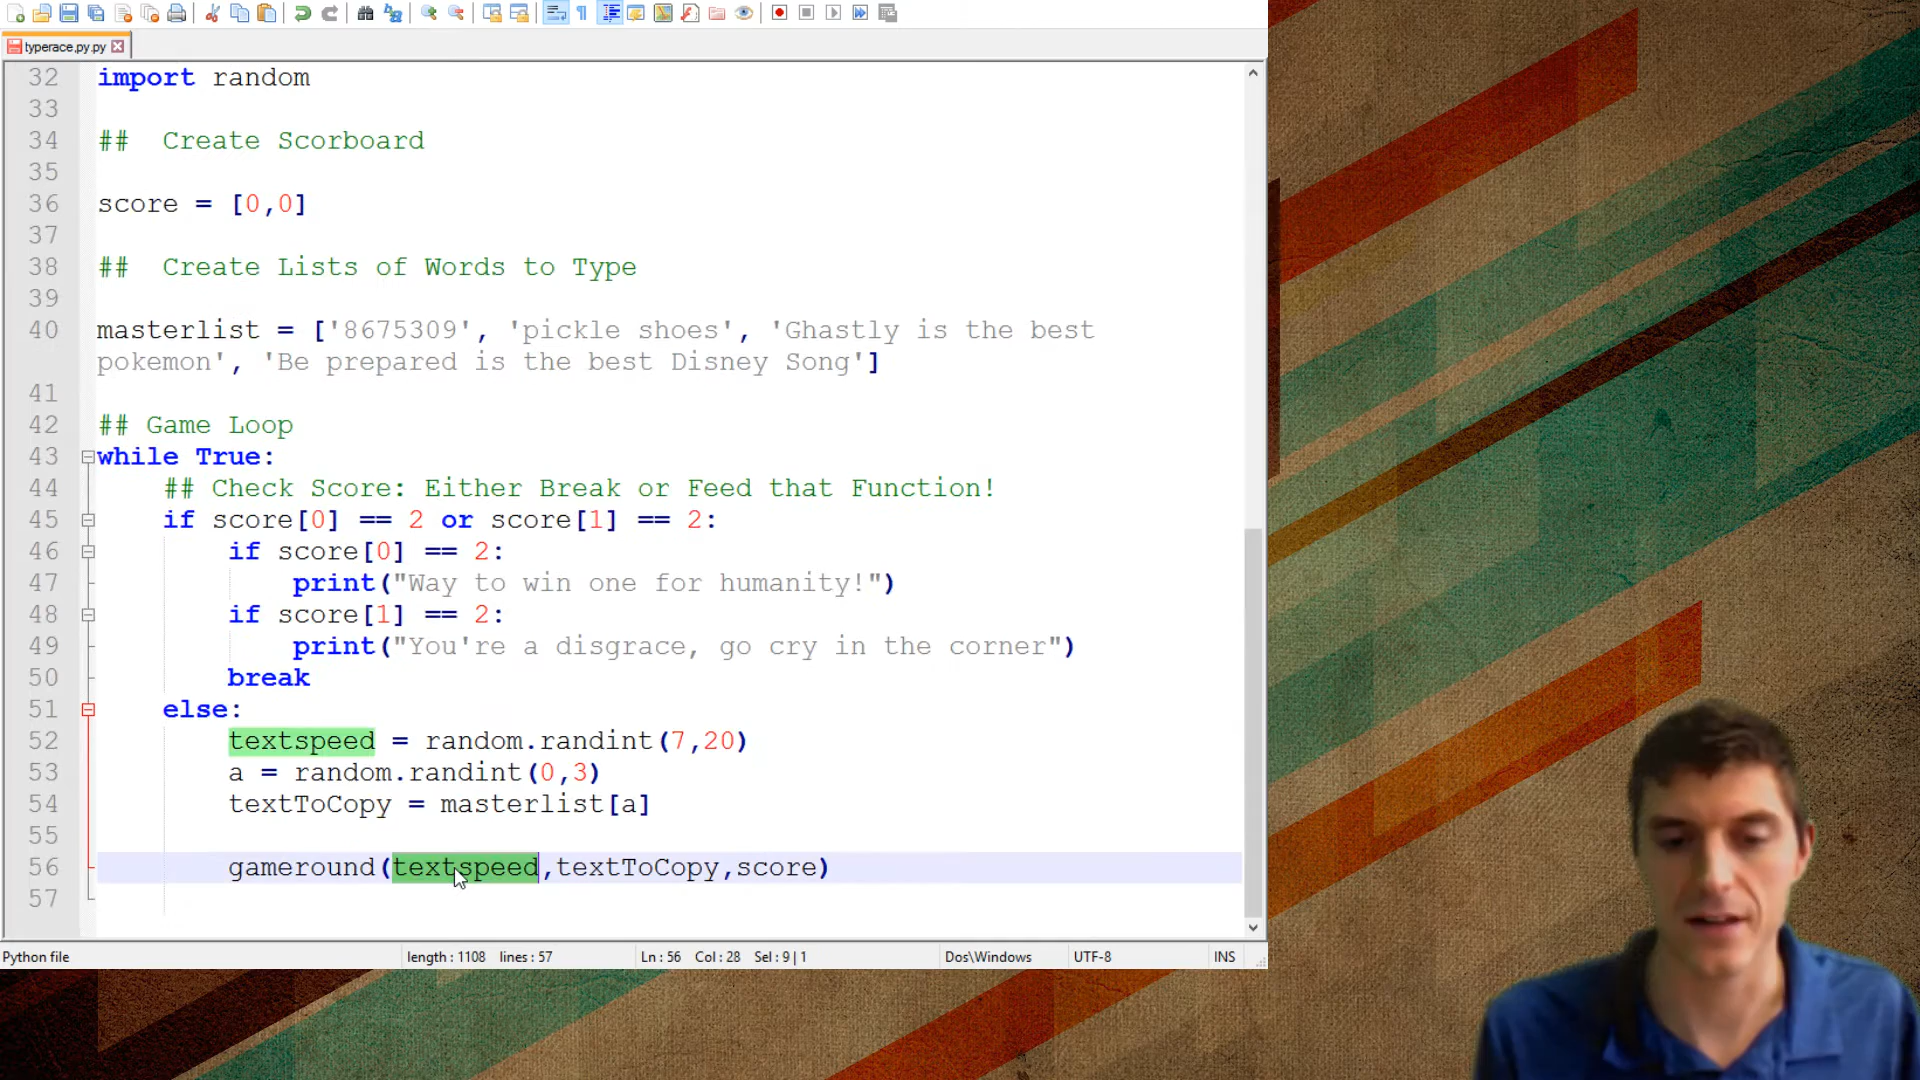 typerace.py.py
32 import random
33
34 ##  Create Scorboard
35
36 score = [0,0]
37
38 ##  Create Lists of Words to Type
39
40 masterlist = ['8675309', 'pickle shoes', 'Ghastly is the best
pokemon', 'Be prepared is the best Disney Song']
41
42 ## Game Loop
43 while True:
44 ## Check Score: Either Break or Feed that Function!
45 if score[0] == 2 or score[1] == 2:
46 if score[0] == 2:
47 print("Way to win one for humanity!")
48 if score[1] == 2:
49 print("You're a disgrace, go cry in the corner")
50 break
51 else:
52 textspeed = random.randint(7,20)
53 a = random.randint(0,3)
54 textToCopy = masterlist[a]
55
56 gameround(textspeed,textToCopy,score)
57
Python file length : 1108 lines : 57 Ln : 56 Col : 28 Sel : 9 | 1 Dos\Windows UTF-8 INS